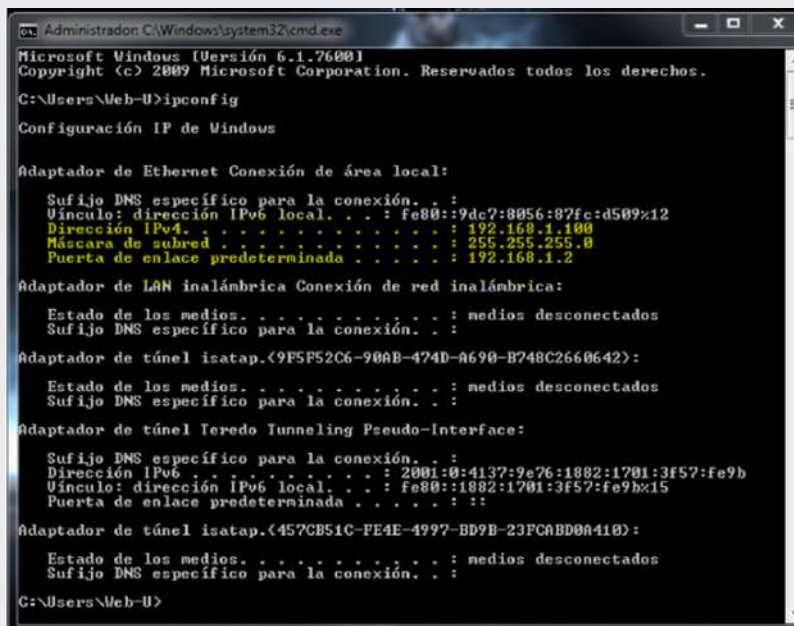 Administrador: C:\Windows\system32\cmd.exe
Microsoft Windows [Versión 6.1.7600]
Copyright (c) 2009 Microsoft Corporation. Reservados todos los derechos.
C:\Users\Web-U>ipconfig
Configuración IP de Windows
Adaptador de Ethernet Conexión de área local:
Sufijo DNS específico para la conexión. . :
Vínculo: dirección IPv6 local. . . : fe80::9dc7:8056:87fc:d509%12
Dirección IPv4. . . . . . . . . . . . . . : 192.168.1.100
Máscara de subred . . . . . . . . . . . . : 255.255.255.0
Puerta de enlace predeterminada . . . . . : 192.168.1.2
Adaptador de LAN inalámbrica Conexión de red inalámbrica:
Estado de los medios. . . . . . . . . . . : medios desconectados
Sufijo DNS específico para la conexión. . :
Adaptador de túnel isatap.{9F5F52C6-90AB-474D-A690-B748C2660642}:
Estado de los medios. . . . . . . . . . . : medios desconectados
Sufijo DNS específico para la conexión. . :
Adaptador de túnel Teredo Tunneling Pseudo-Interface:
Sufijo DNS específico para la conexión. . :
Dirección IPv6 . . . . . . . . . . : 2001:0:4137:9e76:1882:1701:3f57:fe9b
Vínculo: dirección IPv6 local. . . : fe80::1882:1701:3f57:fe9b%15
Puerta de enlace predeterminada . . . . . : ::
Adaptador de túnel isatap.{457CB51C-FE4E-4997-BD9B-23FCABD0A410}:
Estado de los medios. . . . . . . . . . . : medios desconectados
Sufijo DNS específico para la conexión. . :
C:\Users\Web-U>